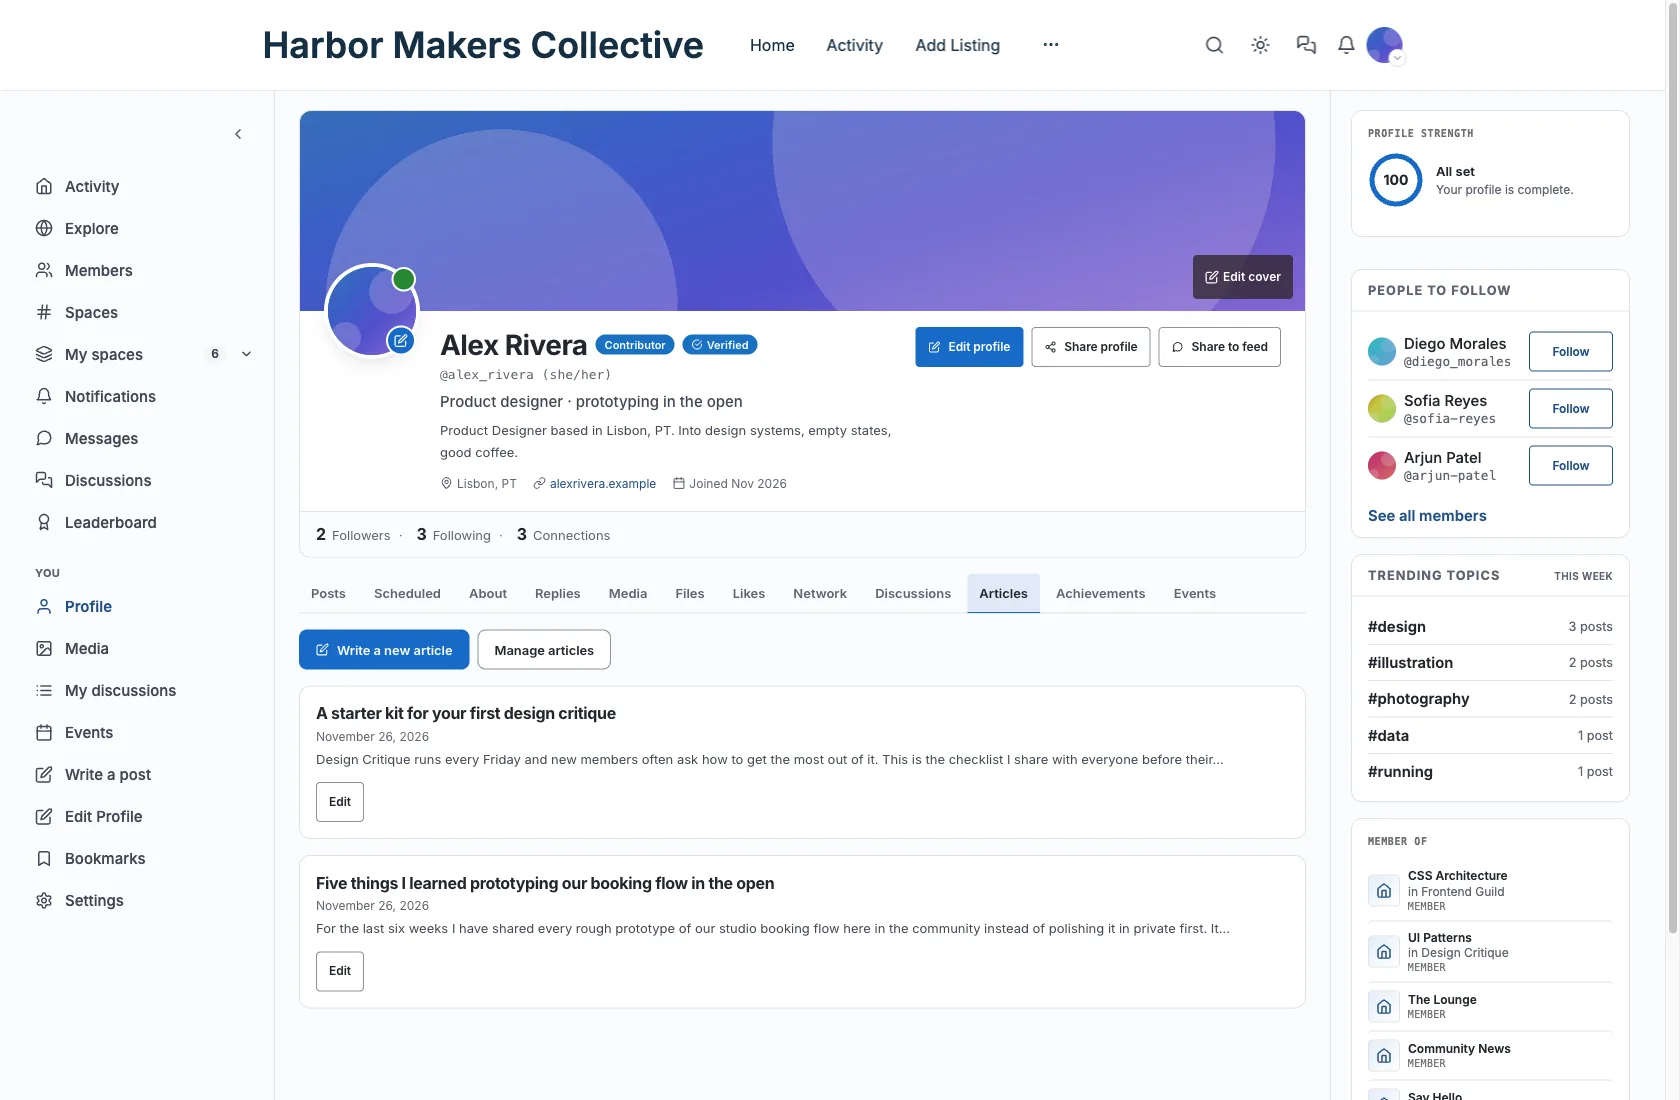 Harbor Makers Collective
Home
Activity
Add Listing
Activity
Explore
Members
Spaces
My spaces 6
Notifications
Messages
Discussions
Leaderboard
YOU
Profile
Media
My discussions
Events
Write a post
Edit Profile
Bookmarks
Settings
Edit cover
Alex Rivera Contributor Verified
@alex_rivera (she/her)
Product designer · prototyping in the open
Product Designer based in Lisbon, PT. Into design systems, empty states,
good coffee.
Lisbon, PT alexrivera.example Joined Nov 2026
Edit profile
Share profile
Share to feed
2 Followers · 3 Following · 3 Connections
Posts Scheduled About Replies Media Files Likes Network Discussions Articles Achievements Events
Write a new article
Manage articles
A starter kit for your first design critique
November 26, 2026
Design Critique runs every Friday and new members often ask how to get the most out of it. This is the checklist I share with everyone before their...
Edit
Five things I learned prototyping our booking flow in the open
November 26, 2026
For the last six weeks I have shared every rough prototype of our studio booking flow here in the community instead of polishing it in private first. It...
Edit
PROFILE STRENGTH
100
All set
Your profile is complete.
PEOPLE TO FOLLOW
Diego Morales
@diego_morales
Follow
Sofia Reyes
@sofia-reyes
Follow
Arjun Patel
@arjun-patel
Follow
See all members
TRENDING TOPICS THIS WEEK
#design 3 posts
#illustration 2 posts
#photography 2 posts
#data 1 post
#running 1 post
MEMBER OF
CSS Architecture
in Frontend Guild
MEMBER
UI Patterns
in Design Critique
MEMBER
The Lounge
MEMBER
Community News
MEMBER
Say Hello